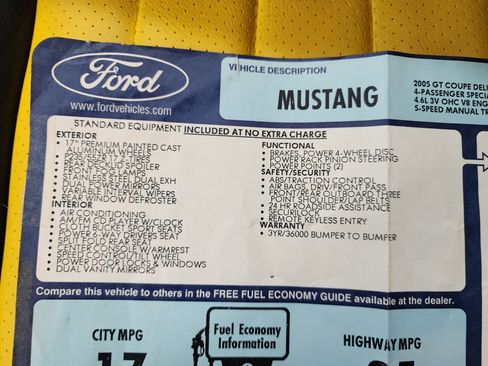 Ford
www.fordvehicles.com
VEHICLE DESCRIPTION
MUSTANG
2005 GT COUPE
4-PASSENGER
4.6L 3V OHC V8
5-SPEED MANUAL
STANDARD EQUIPMENT INCLUDED AT NO EXTRA CHARGE
EXTERIOR
• 17" PREMIUM PAINTED CAST
ALUMINUM WHEELS
• P235/55ZR 17 Z-TIRES
• REAR DECKLID SPOILER
• FRONT FOG LAMPS
• STAINLESS STEEL DUAL EXH
• DUAL POWER MIRRORS
• VARIABLE INTERVAL WIPERS
• REAR WINDOW DEFROSTER
INTERIOR
• AIR CONDITIONING
• AM/FM CD PLAYER W/CLOCK
• CLOTH BUCKET SPORT SEATS
• POWER 6-WAY DRIVERS SEAT
• SPLIT FOLD REAR SEAT
• CENTER CONSOLE W/ARMREST
• SPEED CONTROL/TILT WHEEL
• POWER DOOR LOCKS & WINDOWS
• DUAL VANITY MIRRORS
FUNCTIONAL
• BRAKES, POWER 4-WHEEL DISC
• POWER RACK PINION STEERING
• POWER POINTS (2)
SAFETY/SECURITY
• ABS/TRACTION CONTROL
• AIR BAGS, DRIV/FRONT PASS
• FRONT/REAR OUTBOARD THREE
POINT SHOULDER/LAP BELTS
• 24 HR ROADSIDE ASSISTANCE
• SECURILOCK
• REMOTE KEYLESS ENTRY
WARRANTY
• 3YR/36000 BUMPER TO BUMPER
Compare this vehicle to others in the FREE FUEL ECONOMY GUIDE available at the dealer.
CITY MPG
17
Fuel Economy
Information
HIGHWAY MPG